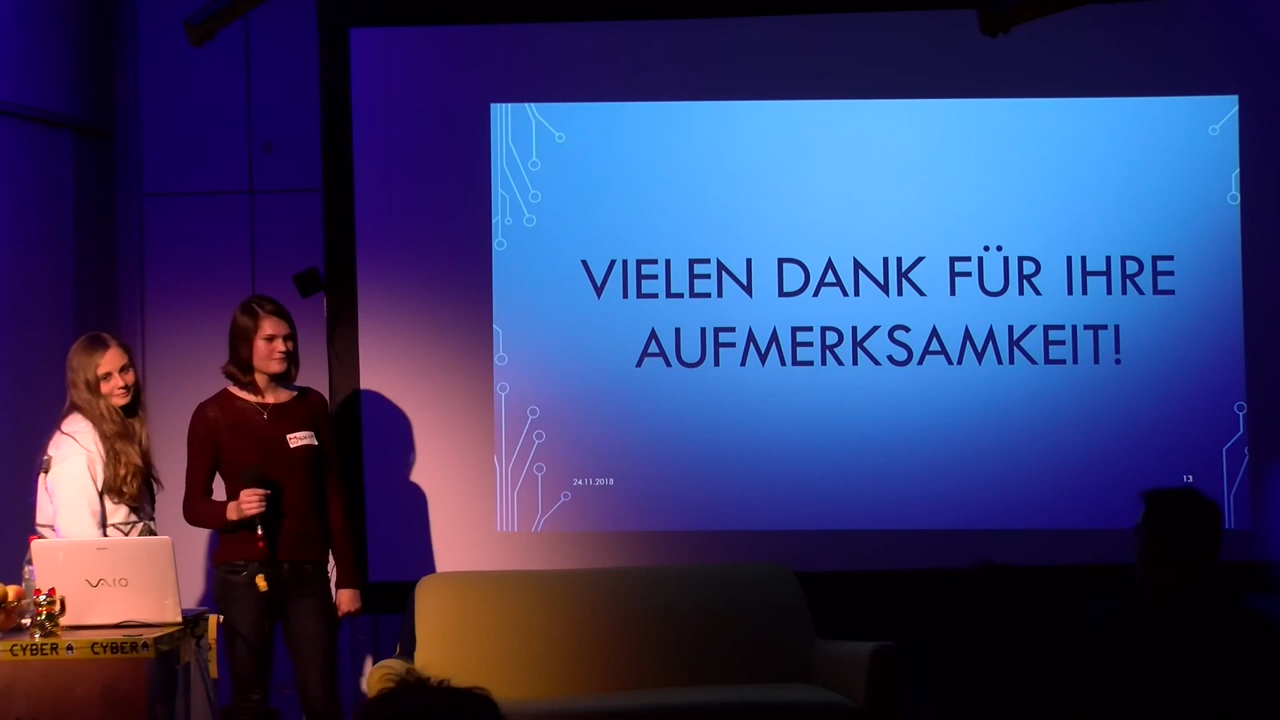 VIELEN DANK FÜR IHRE
AUFMERKSAMKEIT!
24.11.2018
13
VAIO
CYBER
CYBER